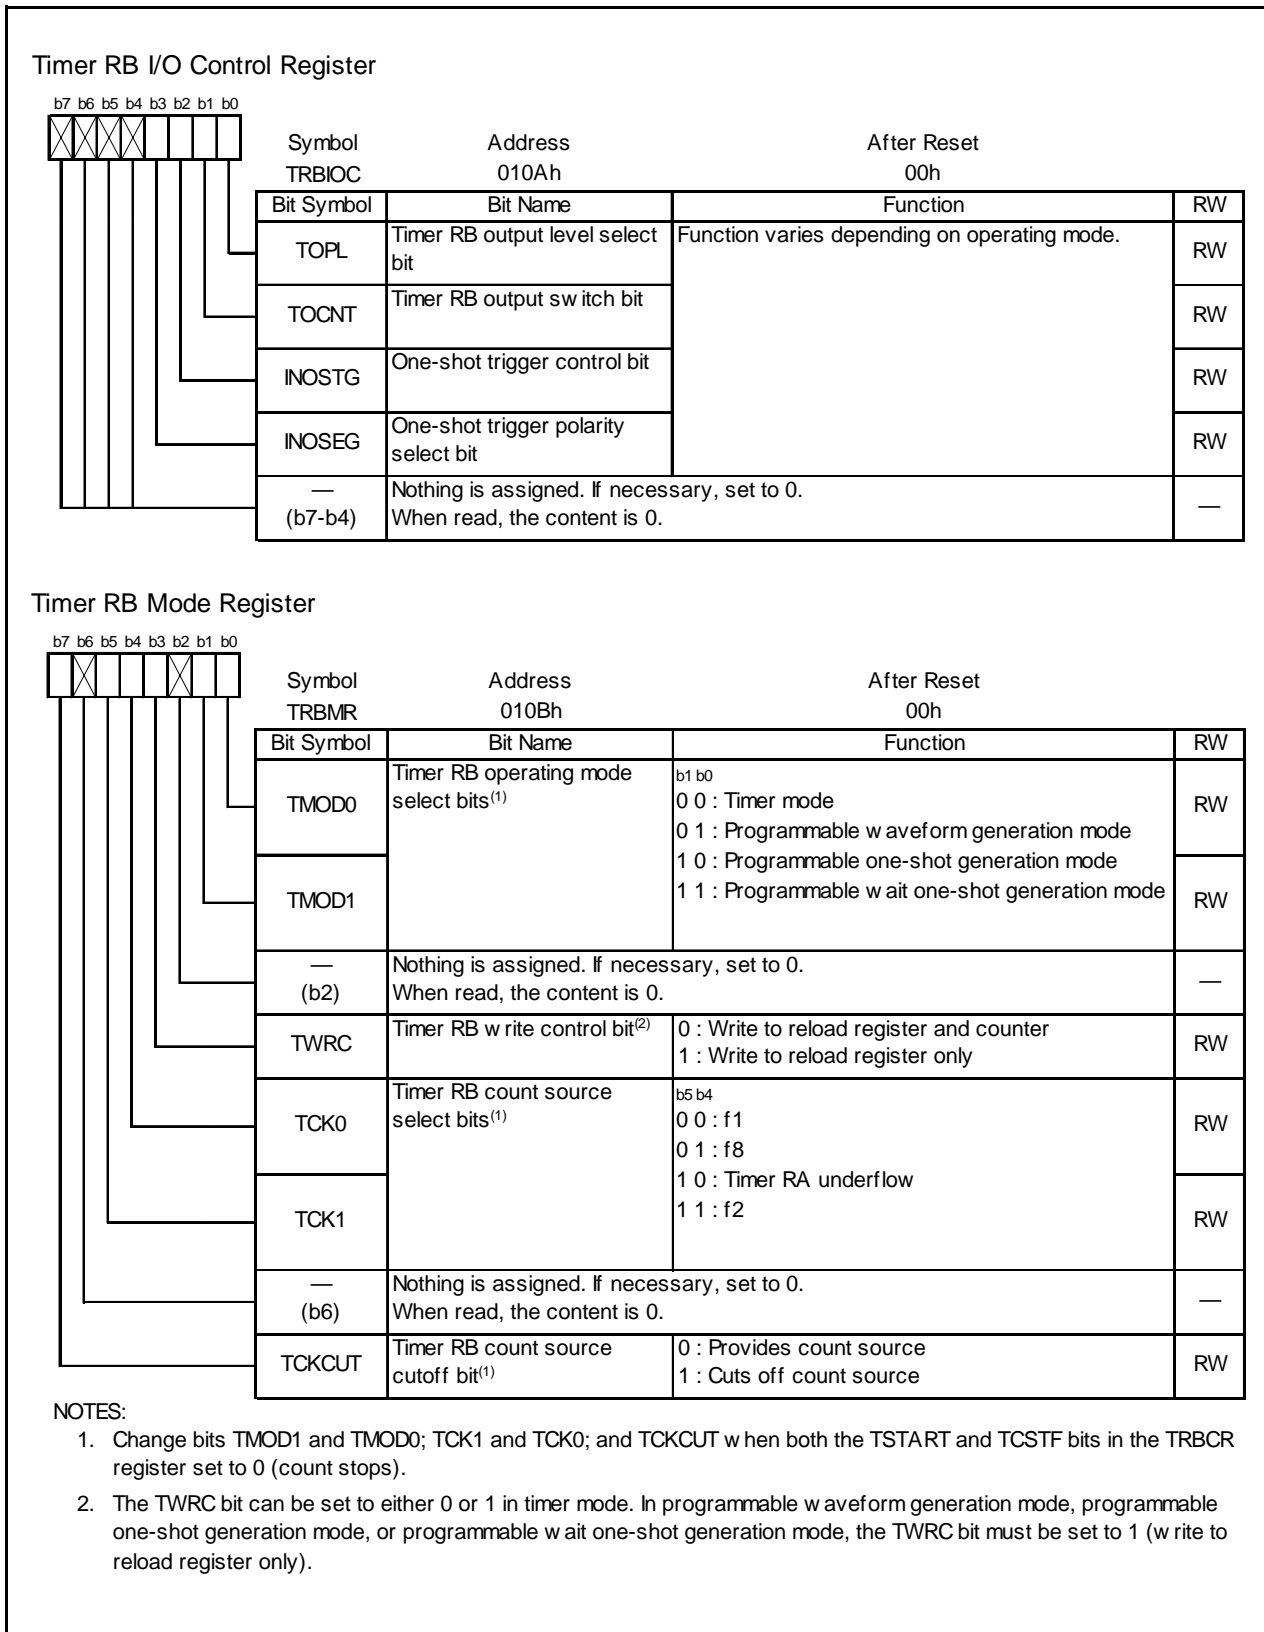 Timer RB I/O Control Register
b7 b6 b5 b4 b3 b2 b1 b0
Symbol Address After Reset
TRBIOC 010Ah 00h
Bit Symbol Bit Name Function RW
TOPL Timer RB output level select bit Function varies depending on operating mode. RW
TOCNT Timer RB output switch bit RW
INOSTG One-shot trigger control bit RW
INOSEG One-shot trigger polarity select bit RW
— (b7-b4) Nothing is assigned. If necessary, set to 0. —
When read, the content is 0.
Timer RB Mode Register
b7 b6 b5 b4 b3 b2 b1 b0
Symbol Address After Reset
TRBMR 010Bh 00h
Bit Symbol Bit Name Function RW
TMOD0 Timer RB operating mode select bits(1) b1 b0 RW
0 0 : Timer mode
0 1 : Programmable waveform generation mode
1 0 : Programmable one-shot generation mode
TMOD1 1 1 : Programmable wait one-shot generation mode RW
— (b2) Nothing is assigned. If necessary, set to 0. —
When read, the content is 0.
TWRC Timer RB write control bit(2) 0 : Write to reload register and counter RW
1 : Write to reload register only
TCK0 Timer RB count source select bits(1) b5 b4 RW
0 0 : f1
0 1 : f8
1 0 : Timer RA underflow
TCK1 1 1 : f2 RW
— (b6) Nothing is assigned. If necessary, set to 0. —
When read, the content is 0.
TCKCUT Timer RB count source cutoff bit(1) 0 : Provides count source RW
1 : Cuts off count source
NOTES:
1. Change bits TMOD1 and TMOD0; TCK1 and TCK0; and TCKCUT when both the TSTART and TCSTF bits in the TRBCR
register set to 0 (count stops).
2. The TWRC bit can be set to either 0 or 1 in timer mode. In programmable waveform generation mode, programmable
one-shot generation mode, or programmable wait one-shot generation mode, the TWRC bit must be set to 1 (write to
reload register only).